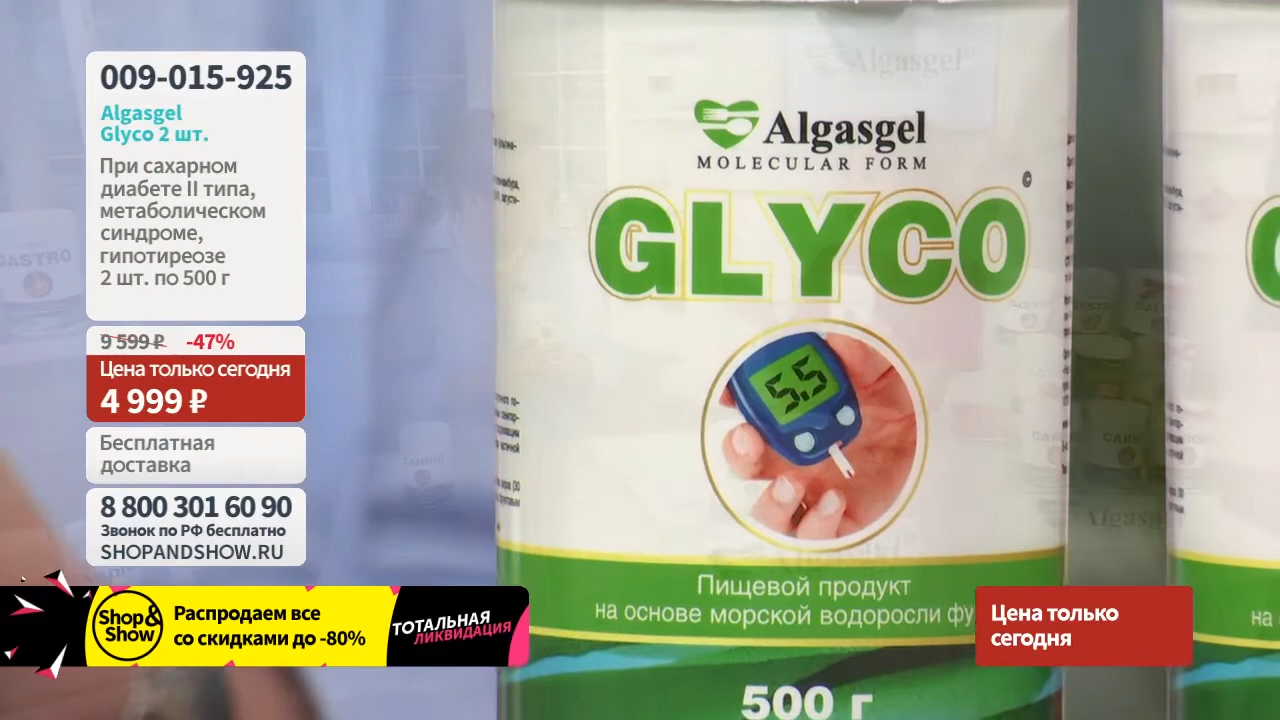 009-015-925
Algasgel
Glyco 2 шт.
При сахарном
диабете II типа,
метаболическом
синдроме,
гипотиреозе
2 шт. по 500 г
9 599 ₽ -47%
Цена только сегодня
4 999 ₽
Бесплатная
доставка
8 800 301 60 90
Звонок по РФ бесплатно
SHOPANDSHOW.RU
Shop&
Show
Распродаем все
со скидками до -80%
ТОТАЛЬНАЯ
ЛИКВИДАЦИЯ
Algasgel
MOLECULAR FORM
GLYCO
©
5.5
Пищевой продукт
на основе морской водоросли фу
500 г
Цена только
сегодня
Algasgel
GASTRO
на